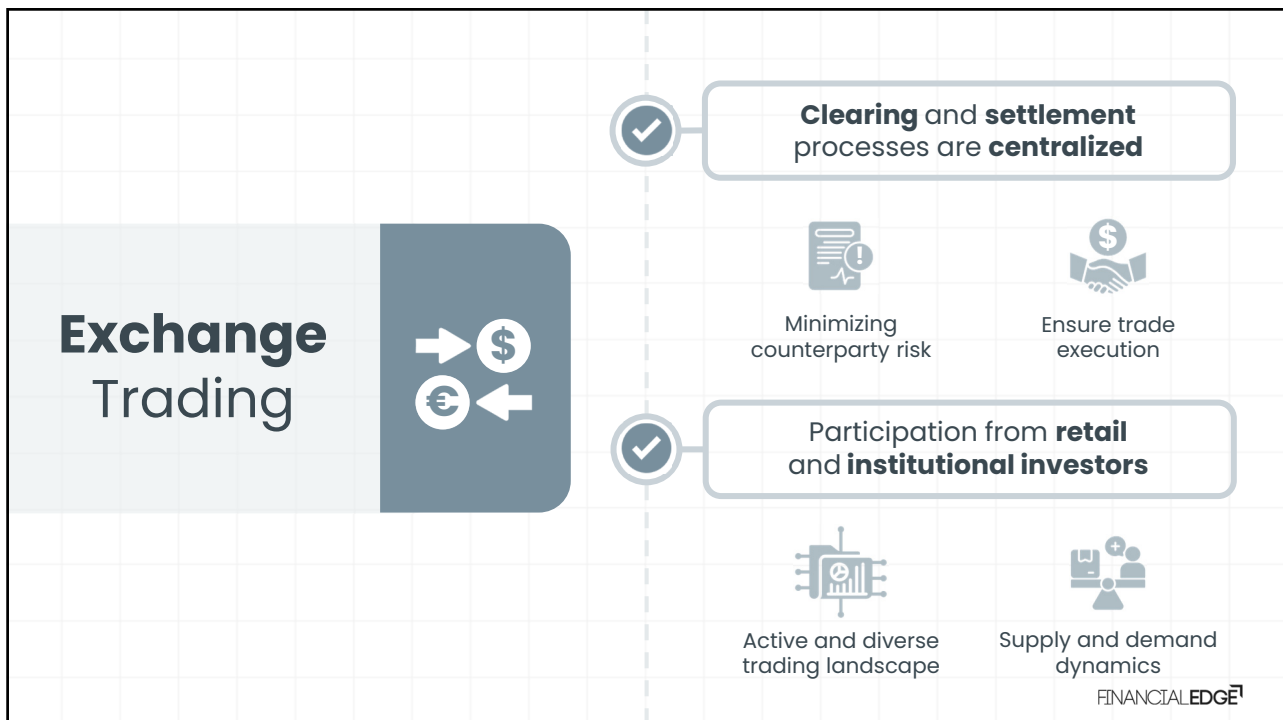 Exchange
Trading
Clearing and settlement
processes are centralized
Minimizing
counterparty risk
Ensure trade
execution
Participation from retail
and institutional investors
Active and diverse
trading landscape
Supply and demand
dynamics
FINANCIALEDGE